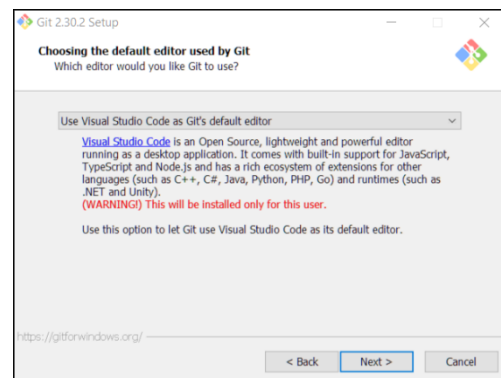 Git 2.30.2 Setup
Choosing the default editor used by Git
Which editor would you like Git to use?
Use Visual Studio Code as Git's default editor
Visual Studio Code is an Open Source, lightweight and powerful editor
running as a desktop application. It comes with built-in support for JavaScript,
TypeScript and Node.js and has a rich ecosystem of extensions for other
languages (such as C++, C#, Java, Python, PHP, Go) and runtimes (such as
.NET and Unity).
(WARNING!) This will be installed only for this user.
Use this option to let Git use Visual Studio Code as its default editor.
https://gitforwindows.org/
< Back Next > Cancel